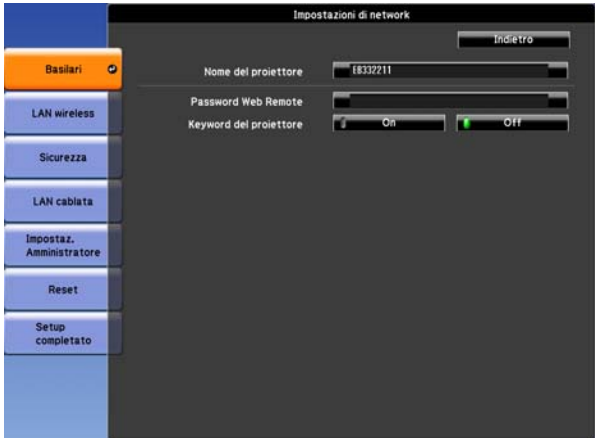 Impostazioni di network
Indietro
Basilari
Nome del proiettore
EB332211
LAN wireless
Password Web Remote
Keyword del proiettore
On
Off
Sicurezza
LAN cablata
Impostaz.
Amministratore
Reset
Setup
completato